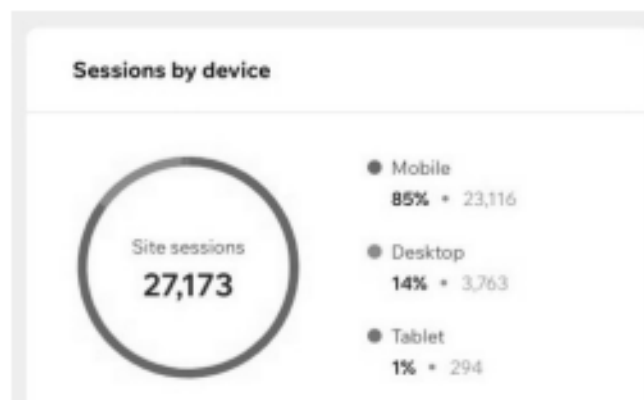 Sessions by device
Site sessions
27,173
Mobile
85% • 23,116
Desktop
14% • 3,763
Tablet
1% • 294